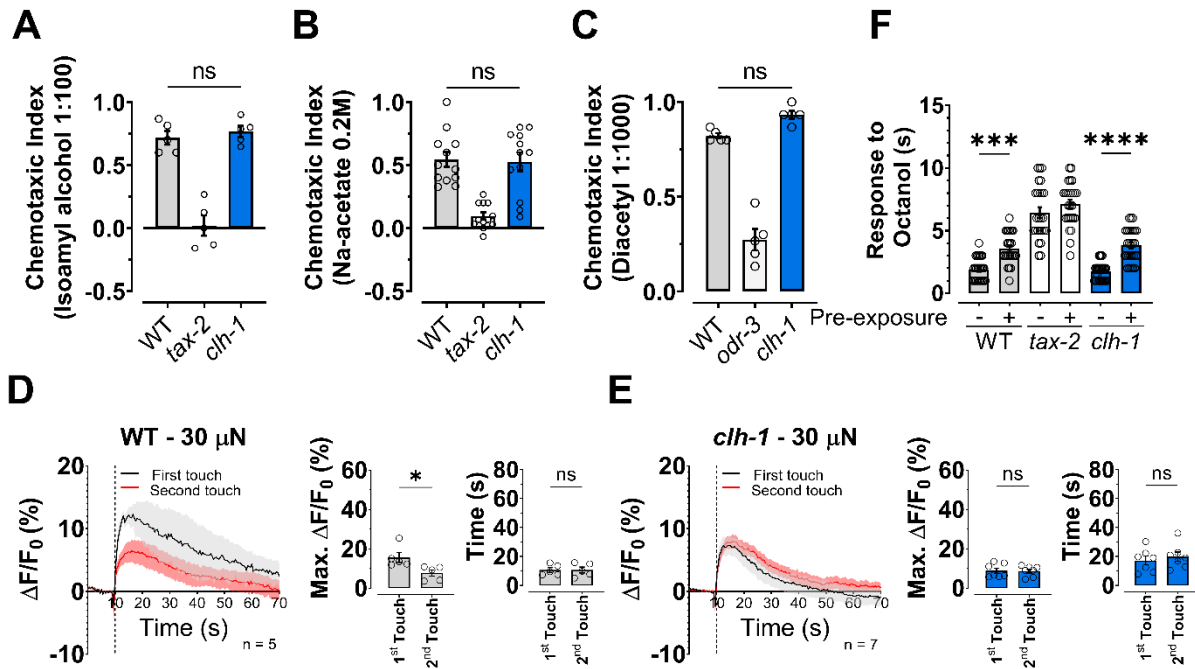 A
Chemotaxic Index
(Isoamyl alcohol 1:100)
ns
1.0
0.5
0.0
-0.5
WT
tax-2
clh-1
B
Chemotaxic Index
(Na-acetate 0.2M)
ns
1.0
0.5
0.0
-0.5
WT
tax-2
clh-1
C
Chemotaxic Index
(Diacetyl 1:1000)
ns
1.0
0.5
0.0
WT
odr-3
clh-1
F
Response to
Octanol (s)
15
10
5
0
*** ****
- + - + - +
Pre-exposure
WT tax-2 clh-1
D
WT - 30 μN
First touch
Second touch
ΔF/F0 (%)
20
10
0
-10
10 20 30 40 50 60 70
Time (s)
n = 5
Max. ΔF/F0 (%)
60
40
20
0
*
1st Touch
2nd Touch
Time (s)
80
60
40
20
0
ns
1st Touch
2nd Touch
E
clh-1 - 30 μN
First touch
Second touch
ΔF/F0 (%)
20
10
0
-10
10 20 30 40 50 60 70
Time (s)
n = 7
Max. ΔF/F0 (%)
60
40
20
0
ns
1st Touch
2nd Touch
Time (s)
80
60
40
20
0
ns
1st Touch
2nd Touch